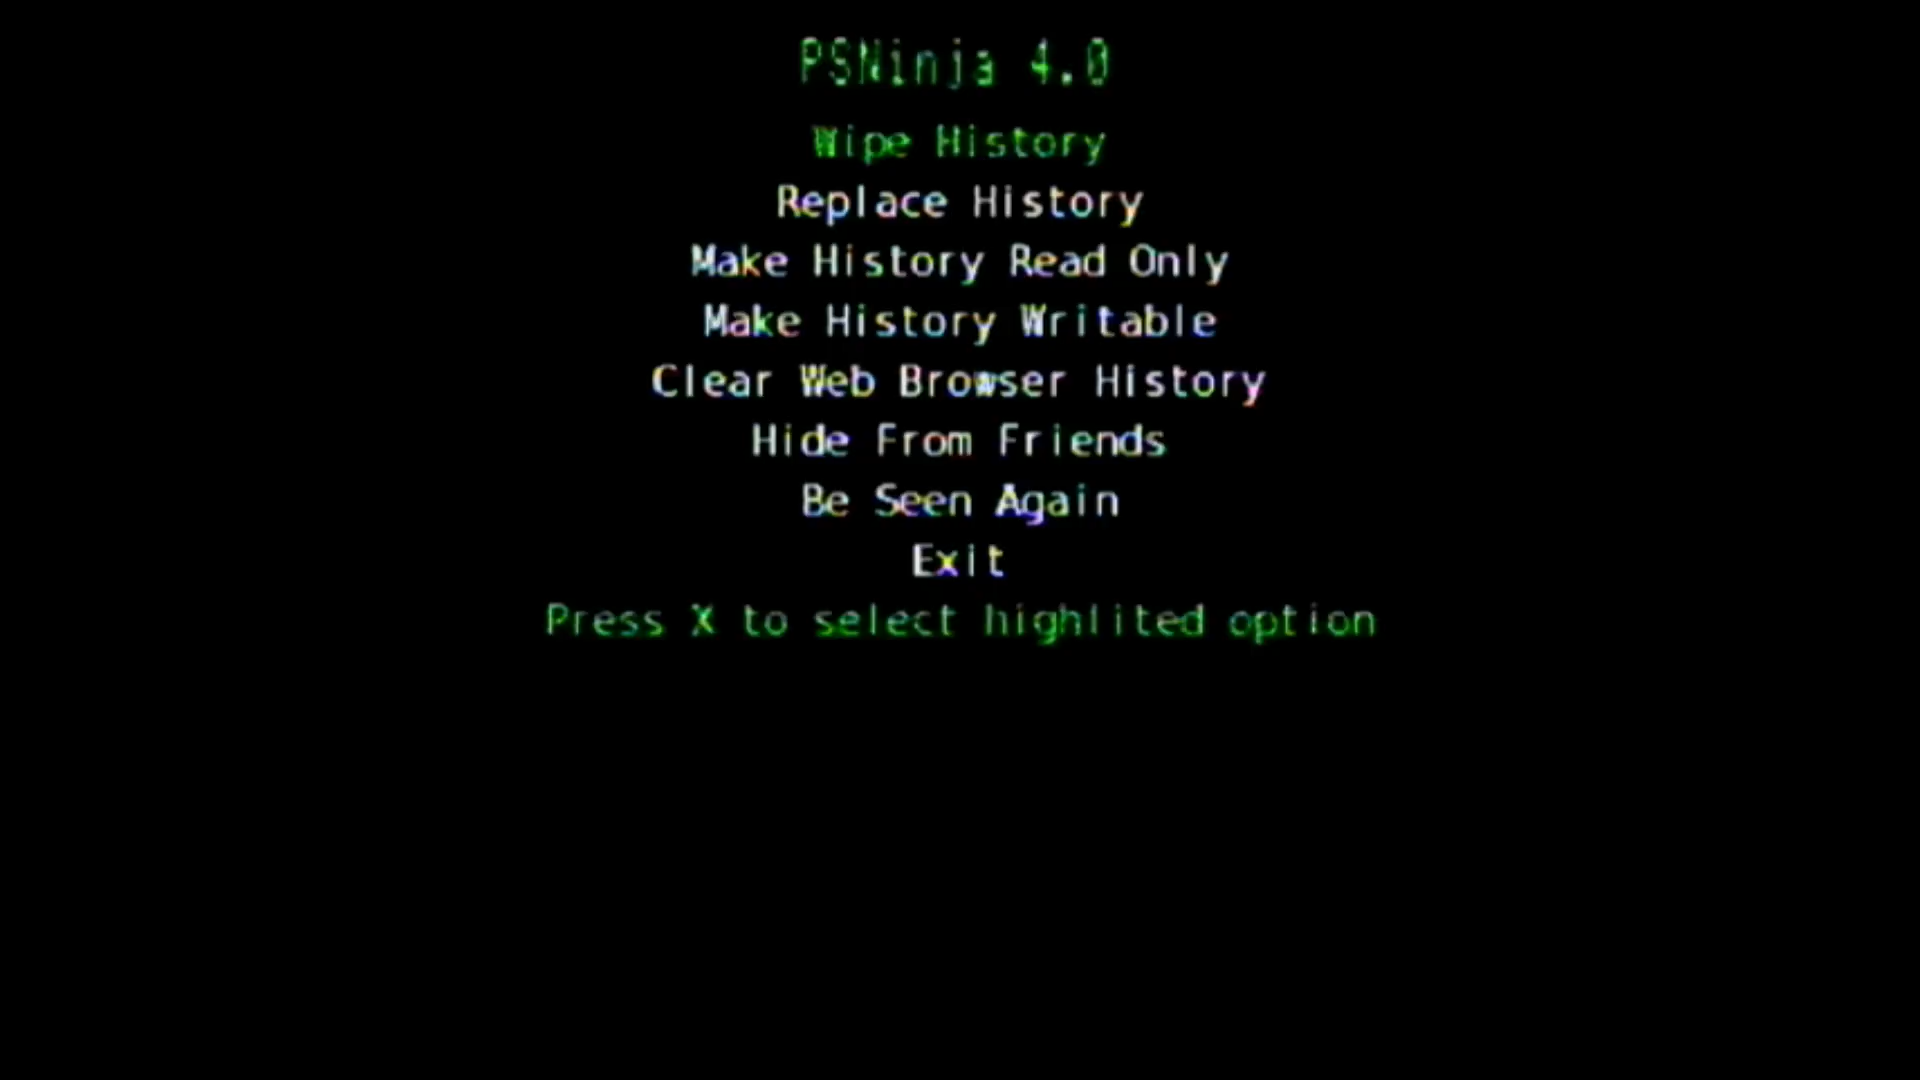 PSNinja 4.0
Wipe History
Replace History
Make History Read Only
Make History Writable
Clear Web Browser History
Hide From Friends
Be Seen Again
Exit
Press X to select highlited option